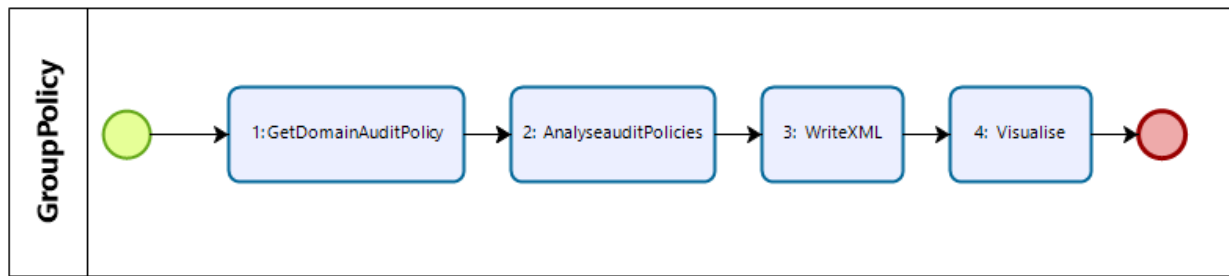 GroupPolicy
1:GetDomainAuditPolicy
2: AnalyseauditPolicies
3: WriteXML
4: Visualise